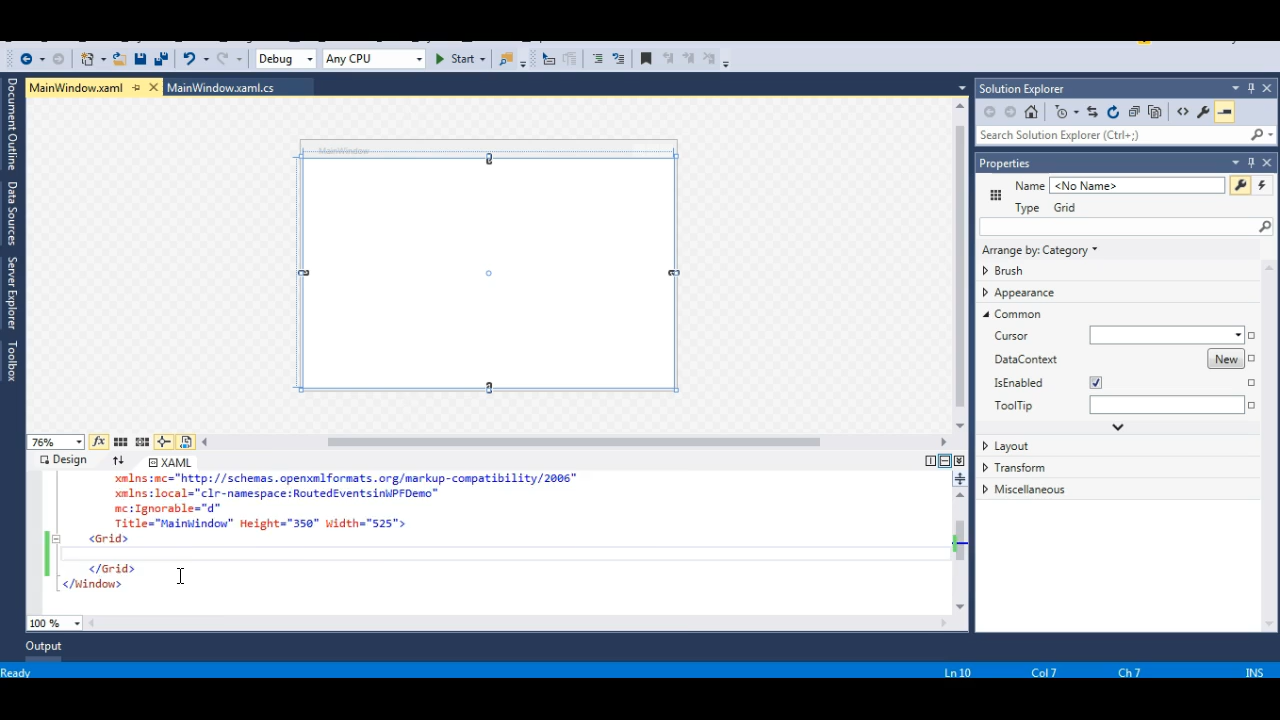 Debug
Any CPU
Start
MainWindow.xaml
MainWindow.xaml.cs
Document Outline
Data Sources
Server Explorer
Toolbox
MainWindow
76%
fx
Design
XAML
xmlns:mc="http://schemas.openxmlformats.org/markup-compatibility/2006"
xmlns:local="clr-namespace:RoutedEventsinWPFDemo"
mc:Ignorable="d"
Title="MainWindow" Height="350" Width="525">
<Grid>
</Grid>
</Window>
100 %
Output
Ready
Ln 10
Col 7
Ch 7
INS
Solution Explorer
Search Solution Explorer (Ctrl+;)
Properties
Name <No Name>
Type Grid
Arrange by: Category
Brush
Appearance
Common
Cursor
DataContext
New
IsEnabled
ToolTip
Layout
Transform
Miscellaneous